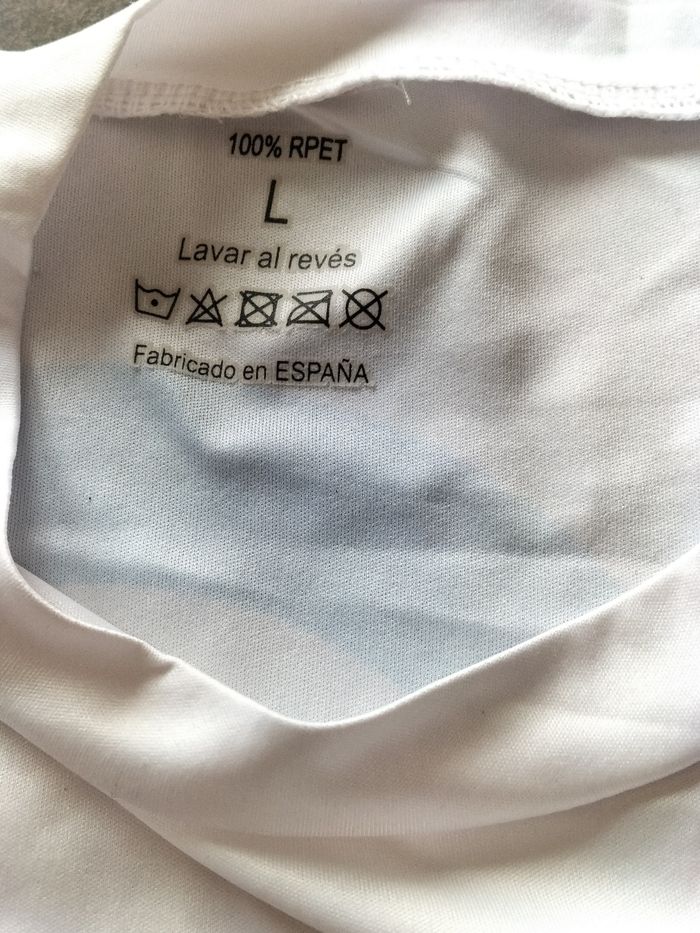 100% RPET
L
Lavar al revés
Fabricado en ESPAÑA